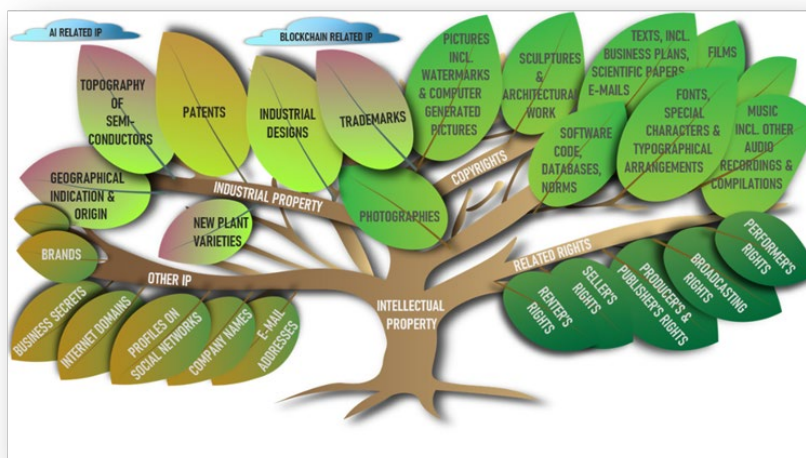 AI RELATED IP
BLOCKCHAIN RELATED IP
TOPOGRAPHY
OF
SEMI-
CONDUCTORS
PATENTS
INDUSTRIAL
DESIGNS
TRADEMARKS
PICTURES
INCL.
WATERMARKS
& COMPUTER
GENERATED
PICTURES
SCULPTURES
&
ARCHITECTURAL
WORK
TEXTS, INCL.
BUSINESS PLANS,
SCIENTIFIC PAPERS,
E-MAILS
FILMS
SOFTWARE
CODE,
DATABASES,
NORMS
FONTS,
SPECIAL
CHARACTERS &
TYPOGRAPHICAL
ARRANGEMENTS
MUSIC
INCL. OTHER
AUDIO
RECORDINGS &
COMPILATIONS
GEOGRAPHICAL
INDICATION &
ORIGIN
INDUSTRIAL PROPERTY
COPYRIGHTS
PHOTOGRAPHIES
NEW PLANT
VARIETIES
BRANDS
OTHER IP
INTELLECTUAL
PROPERTY
RELATED RIGHTS
BUSINESS SECRETS
INTERNET DOMAINS
PROFILES ON
SOCIAL NETWORKS
COMPANY NAMES
E-MAIL
ADDRESSES
RENTER'S
RIGHTS
SELLER'S
RIGHTS
PRODUCER'S &
PUBLISHER'S RIGHTS
BROADCASTING
RIGHTS
PERFORMER'S
RIGHTS